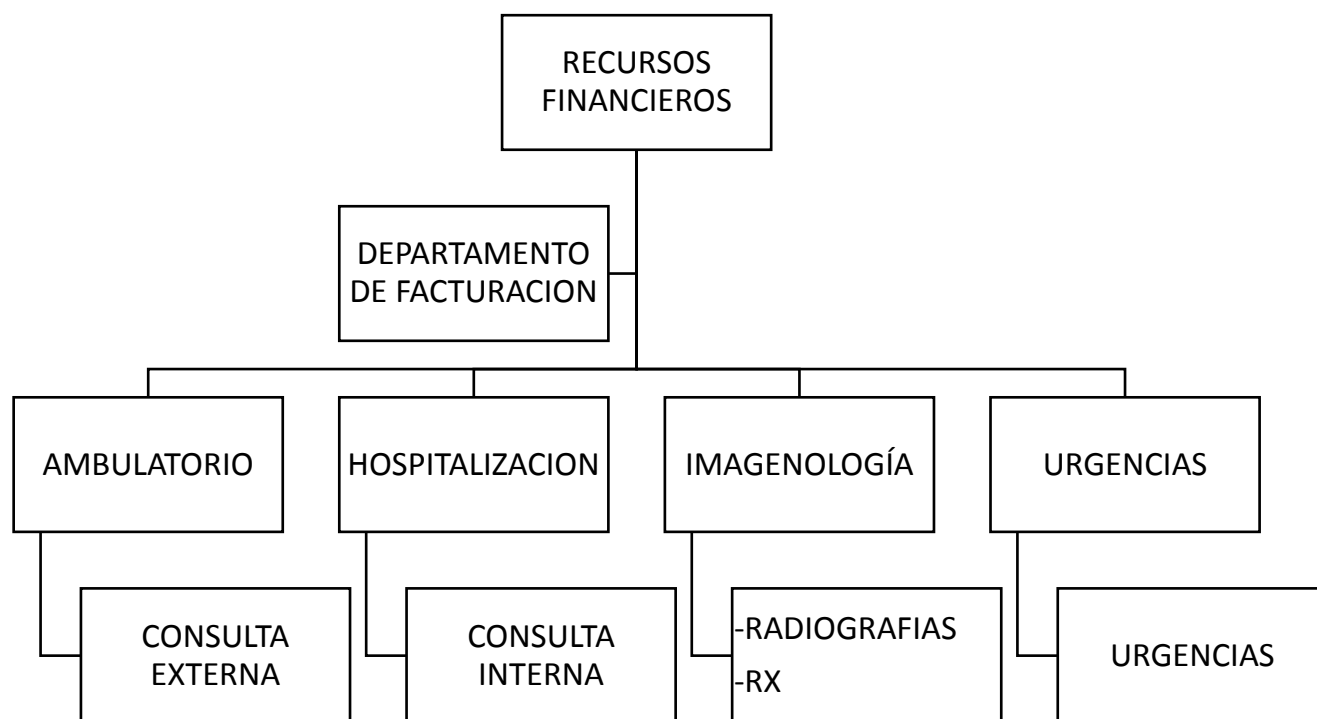 RECURSOS
FINANCIEROS
DEPARTAMENTO
DE FACTURACION
AMBULATORIO
HOSPITALIZACION
IMAGENOLOGÍA
URGENCIAS
CONSULTA
EXTERNA
CONSULTA
INTERNA
-RADIOGRAFIAS
-RX
URGENCIAS